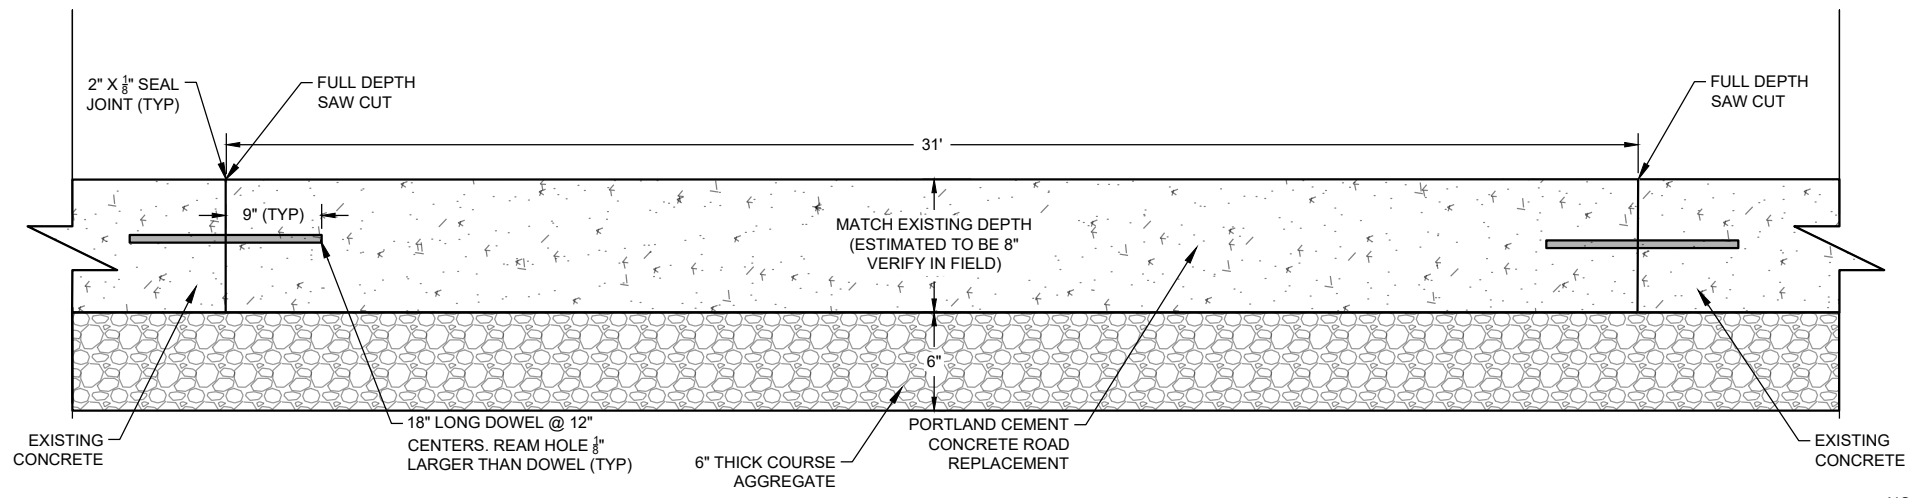 2" X 1/8" SEAL
JOINT (TYP)
FULL DEPTH
SAW CUT
FULL DEPTH
SAW CUT
31'
9" (TYP)
MATCH EXISTING DEPTH
(ESTIMATED TO BE 8"
VERIFY IN FIELD)
6"
EXISTING
CONCRETE
18" LONG DOWEL @ 12"
CENTERS. REAM HOLE 1/8"
LARGER THAN DOWEL (TYP)
6" THICK COURSE
AGGREGATE
PORTLAND CEMENT
CONCRETE ROAD
REPLACEMENT
EXISTING
CONCRETE